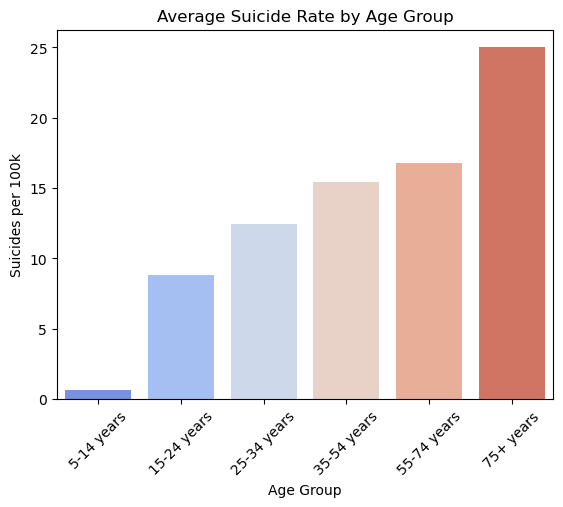 Average Suicide Rate by Age Group
Suicides per 100k
25
20
15
10
5
0
5-14 years
15-24 years
25-34 years
35-54 years
55-74 years
75+ years
Age Group